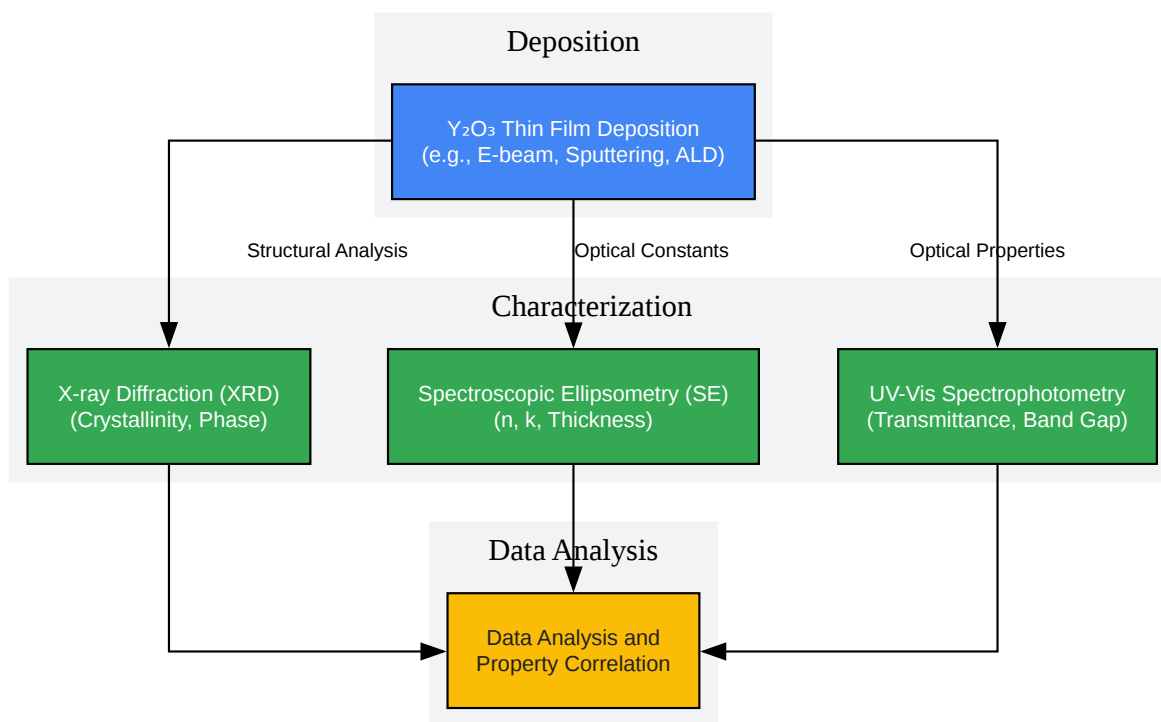 Deposition
Y₂O₃ Thin Film Deposition
(e.g., E-beam, Sputtering, ALD)
Structural Analysis
Optical Constants
Optical Properties
Characterization
X-ray Diffraction (XRD)
(Crystallinity, Phase)
Spectroscopic Ellipsometry (SE)
(n, k, Thickness)
UV-Vis Spectrophotometry
(Transmittance, Band Gap)
Data Analysis
Data Analysis and
Property Correlation